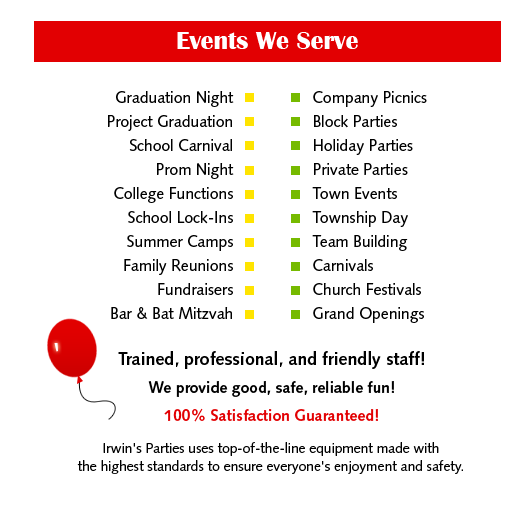 Events We Serve
Graduation Night
Company Picnics
Project Graduation
Block Parties
School Carnival
Holiday Parties
Prom Night
Private Parties
College Functions
Town Events
School Lock-Ins
Township Day
Summer Camps
Team Building
Family Reunions
Carnivals
Fundraisers
Church Festivals
Bar & Bat Mitzvah
Grand Openings
Trained, professional, and friendly staff!
We provide good, safe, reliable fun!
100% Satisfaction Guaranteed!
Irwin's Parties uses top-of-the-line equipment made with
the highest standards to ensure everyone's enjoyment and safety.